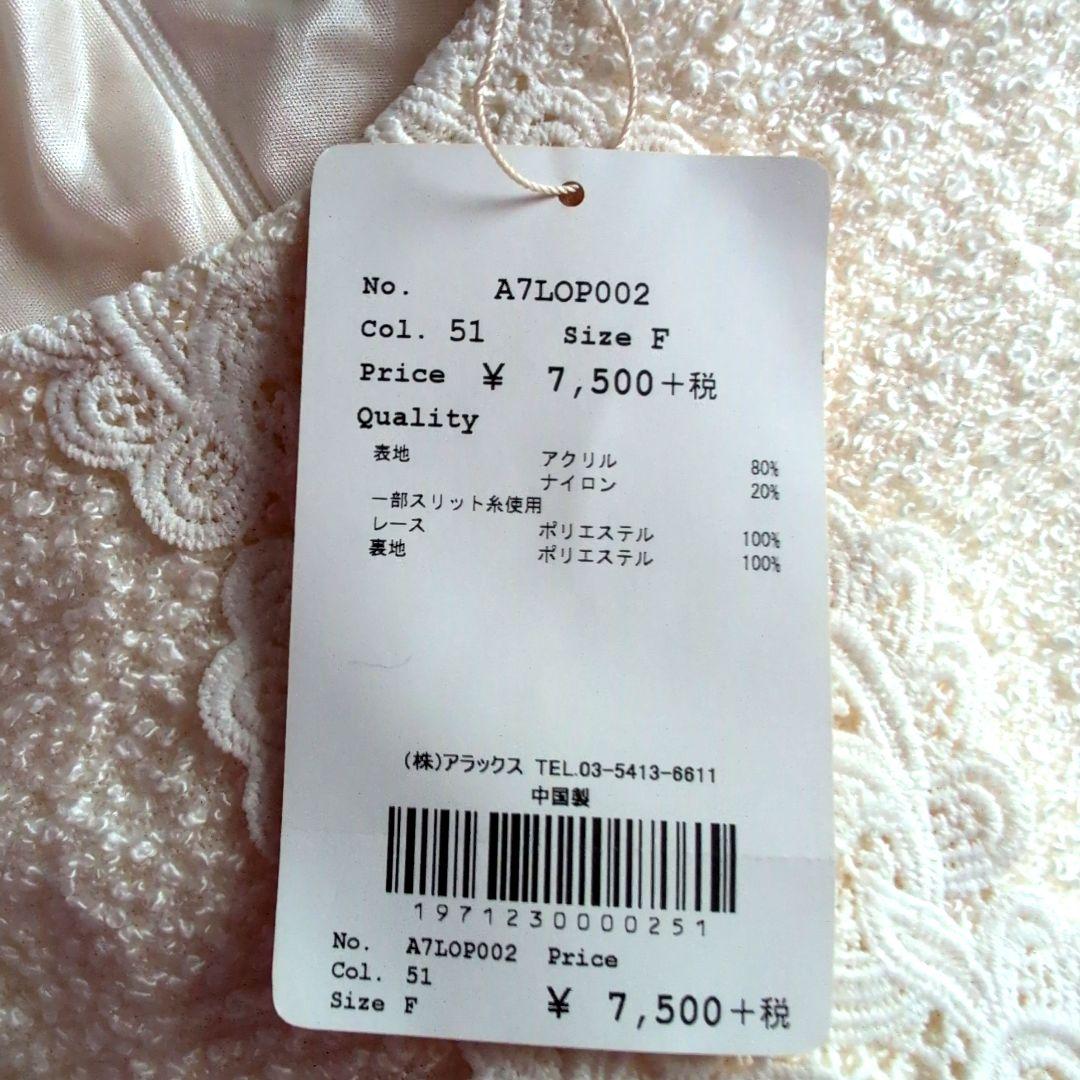 No. A7LOP002
Col. 51 Size F
Price ¥ 7,500+税
Quality
表地 アクリル 80%
ナイロン 20%
一部スリット糸使用
レース ポリエステル 100%
裏地 ポリエステル 100%
(株)アラックス TEL.03-5413-6611
中国製
1971230000251
No. A7LOP002 Price
Col. 51
Size F ¥ 7,500+税